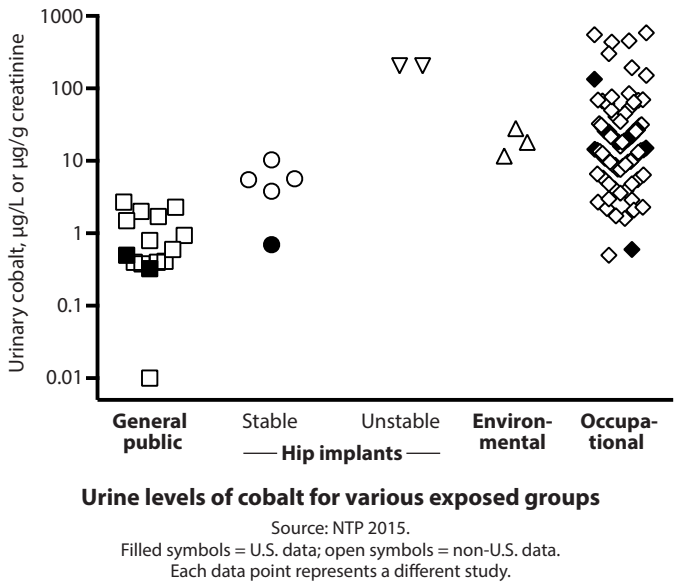 Urinary cobalt, µg/L or µg/g creatinine
1000
100
10
1
0.1
0.01
General
public
Stable
Unstable
Hip implants
Environ-
mental
Occupa-
tional
Urine levels of cobalt for various exposed groups
Source: NTP 2015.
Filled symbols = U.S. data; open symbols = non-U.S. data.
Each data point represents a different study.